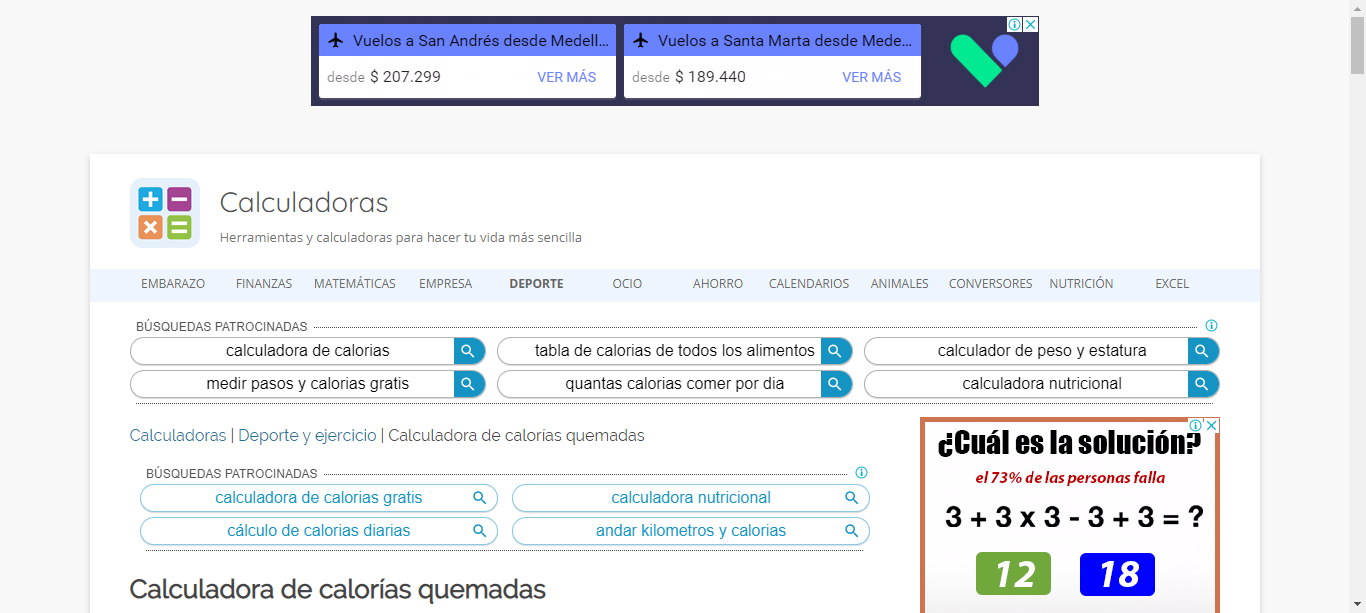 Vuelos a San Andrés desde Medell...
desde $ 207.299 VER MÁS
Vuelos a Santa Marta desde Mede...
desde $ 189.440 VER MÁS
Calculadoras
Herramientas y calculadoras para hacer tu vida más sencilla
EMBARAZO FINANZAS MATEMÁTICAS EMPRESA DEPORTE OCIO AHORRO CALENDARIOS ANIMALES CONVERSORES NUTRICIÓN EXCEL
BÚSQUEDAS PATROCINADAS
calculadora de calorias tabla de calorias de todos los alimentos calculador de peso y estatura
medir pasos y calorias gratis quantas calorias comer por dia calculadora nutricional
Calculadoras | Deporte y ejercicio | Calculadora de calorías quemadas
BÚSQUEDAS PATROCINADAS
calculadora de calorias gratis calculadora nutricional
cálculo de calorias diarias andar kilometros y calorias
Calculadora de calorías quemadas
¿Cuál es la solución?
el 73% de las personas falla
3 + 3 x 3 - 3 + 3 = ?
12 18